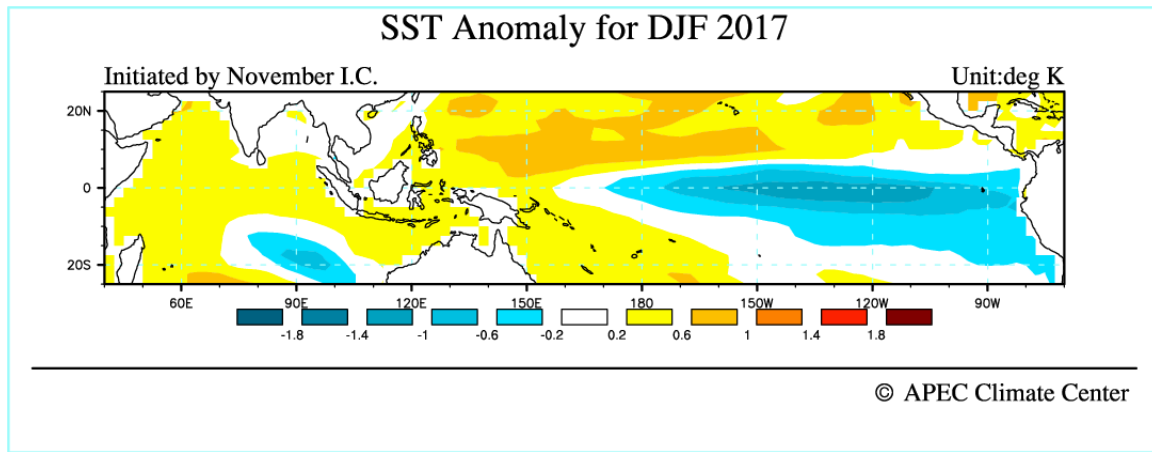 SST Anomaly for DJF 2017
Initiated by November I.C. Unit:deg K
20N
0
20S
60E 90E 120E 150E 180 150W 120W 90W
-1.8 -1.4 -1 -0.6 -0.2 0.2 0.6 1 1.4 1.8
© APEC Climate Center